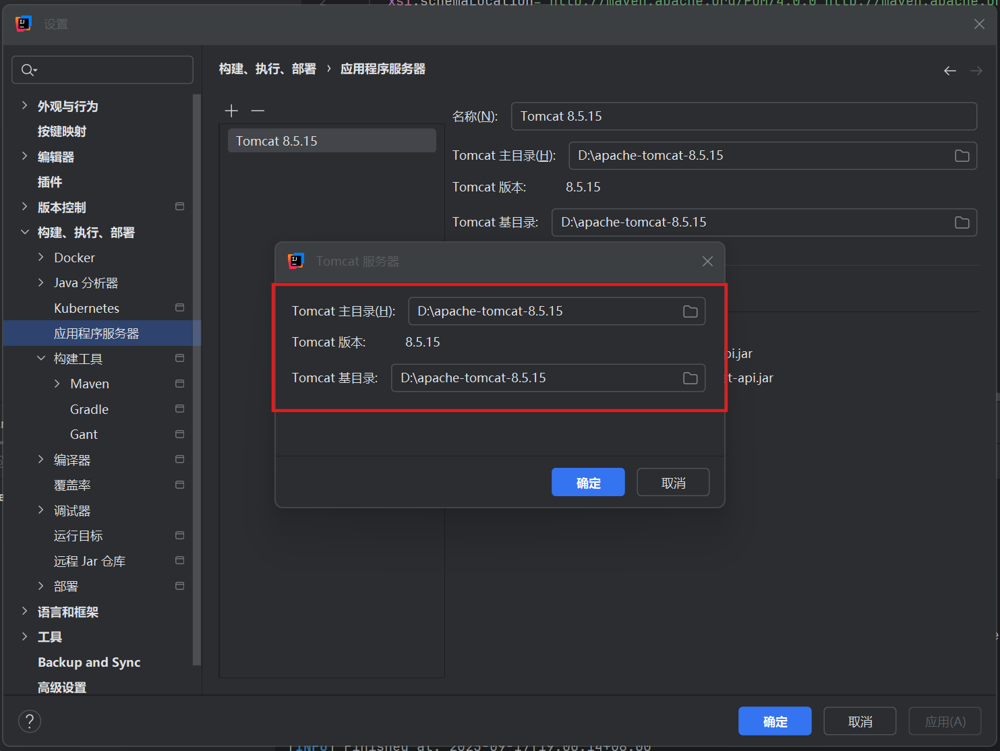 2 xsi:schemaLocation="http://maven.apache.org/POM/4.0.0 http://maven.apache.or
设置
构建、执行、部署 › 应用程序服务器
外观与行为
按键映射
编辑器
插件
版本控制
构建、执行、部署
Docker
Java 分析器
Kubernetes
应用程序服务器
构建工具
Maven
Gradle
Gant
编译器
覆盖率
调试器
运行目标
远程 Jar 仓库
部署
语言和框架
工具
Backup and Sync
高级设置
Tomcat 8.5.15
名称(N): Tomcat 8.5.15
Tomcat 主目录(H): D:\apache-tomcat-8.5.15
Tomcat 版本: 8.5.15
Tomcat 基目录: D:\apache-tomcat-8.5.15
Tomcat 服务器
Tomcat 主目录(H): D:\apache-tomcat-8.5.15
Tomcat 版本: 8.5.15
Tomcat 基目录: D:\apache-tomcat-8.5.15
pi.jar
t-api.jar
确定 取消
? 确定 取消 应用(A)
[INFO] Finished at: 2025-09-17T19:00:14+08:00